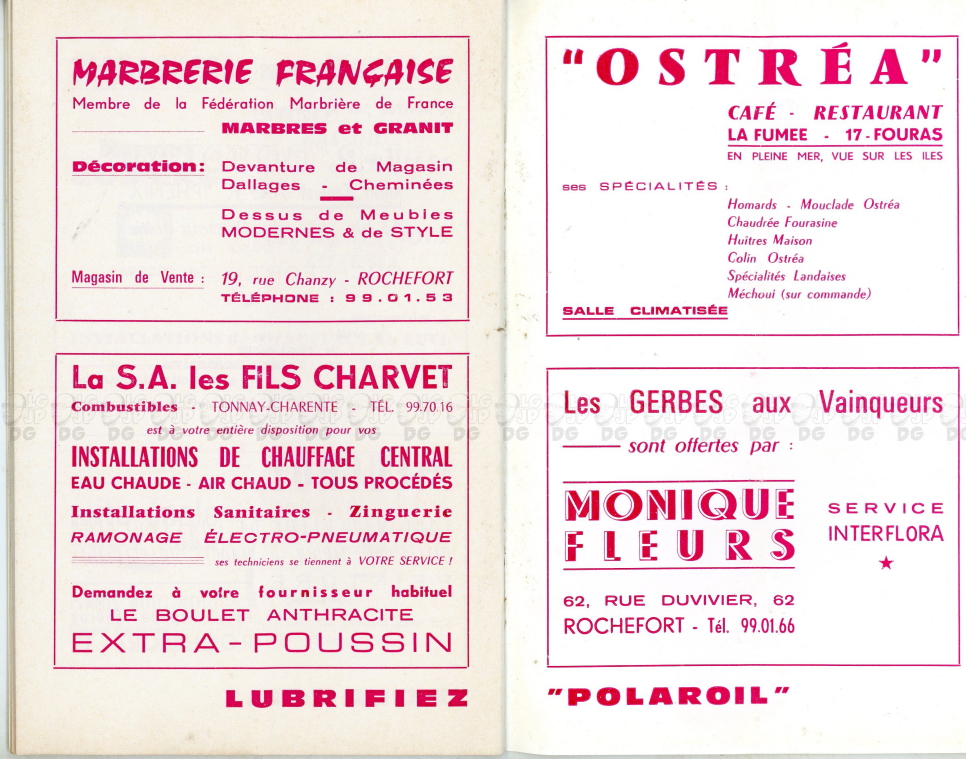 MARBRERIE FRANÇAISE
Membre de la Fédération Marbrière de France
MARBRES et GRANIT
Décoration: Devanture de Magasin
Dallages - Cheminées
Dessus de Meubies
MODERNES & de STYLE
Magasin de Vente : 19, rue Chanzy - ROCHEFORT
TÉLÉPHONE : 99.01.53
La S.A. les FILS CHARVET
Combustibles - TONNAY-CHARENTE - TÉL. 99.70.16
est à votre entière disposition pour vos
INSTALLATIONS DE CHAUFFAGE CENTRAL
EAU CHAUDE - AIR CHAUD - TOUS PROCÉDÉS
Installations Sanitaires - Zinguerie
RAMONAGE ÉLECTRO-PNEUMATIQUE
ses techniciens se tiennent à VOTRE SERVICE !
Demandez à votre fournisseur habituel
LE BOULET ANTHRACITE
EXTRA-POUSSIN
LUBRIFIEZ
"OSTRÉA"
CAFÉ - RESTAURANT
LA FUMEE - 17-FOURAS
EN PLEINE MER, VUE SUR LES ILES
ses SPÉCIALITÉS :
Homards - Mouclade Ostréa
Chaudrée Fourasine
Huîtres Maison
Colin Ostréa
Spécialités Landaises
Méchoui (sur commande)
SALLE CLIMATISÉE
Les GERBES aux Vainqueurs
sont offertes par :
MONIQUE
FLEURS
SERVICE
INTERFLORA
62, RUE DUVIVIER, 62
ROCHEFORT - Tél. 99.01.66
"POLAROIL"